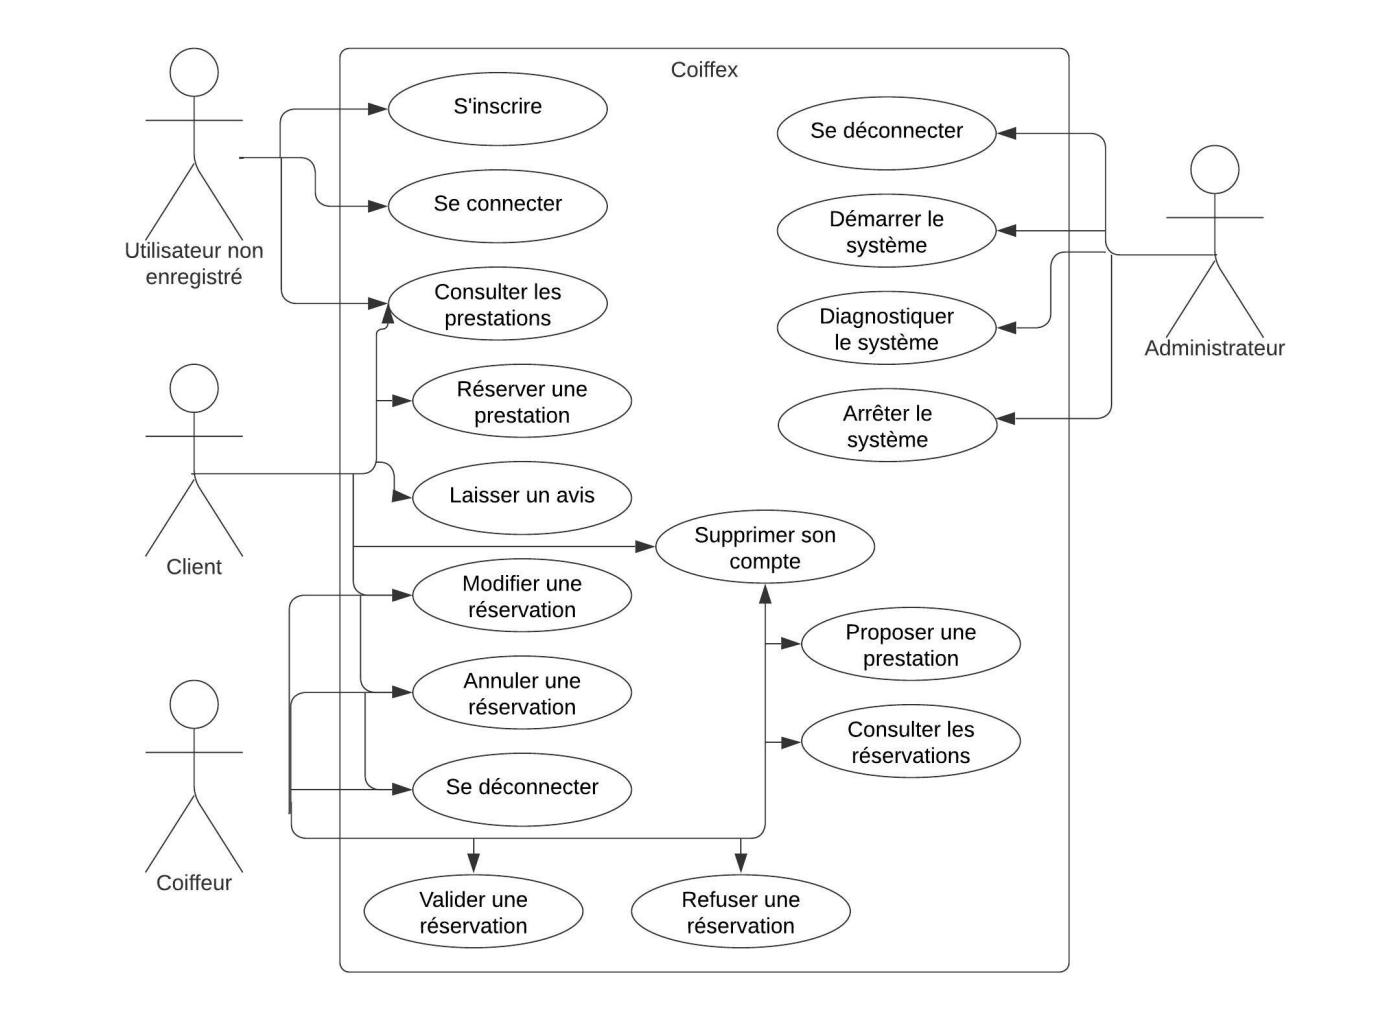 Coiffex
S'inscrire
Se connecter
Consulter les
prestations
Réserver une
prestation
Laisser un avis
Modifier une
réservation
Annuler une
réservation
Se déconnecter
Valider une
réservation
Refuser une
réservation
Supprimer son
compte
Proposer une
prestation
Consulter les
réservations
Se déconnecter
Démarrer le
système
Diagnostiquer
le système
Arrêter le
système
Utilisateur non
enregistré
Client
Coiffeur
Administrateur